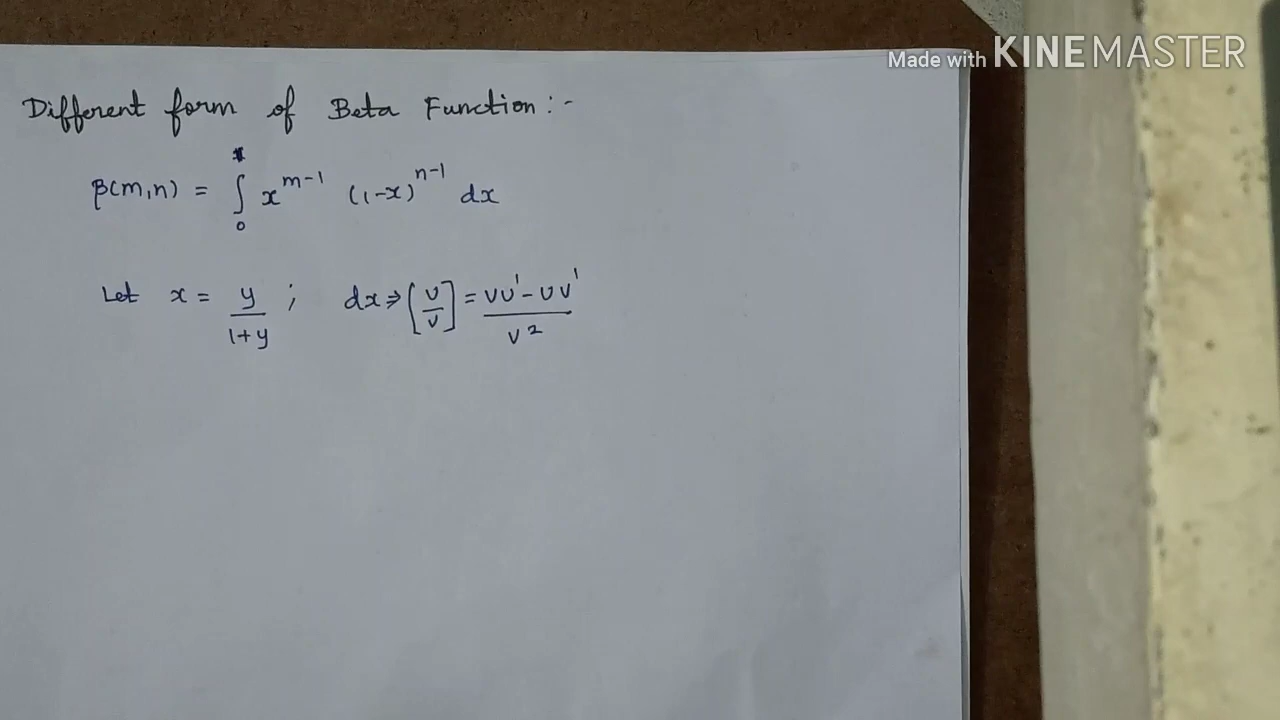 Made with KINEMASTER
Different form of Beta Function :-
β(m,n) = ∫₀ x^{m-1} (1-x)^{n-1} dx
Let x = y/(1+y) ; dx ⇒ [u/v] = (vu' - uv')/v²